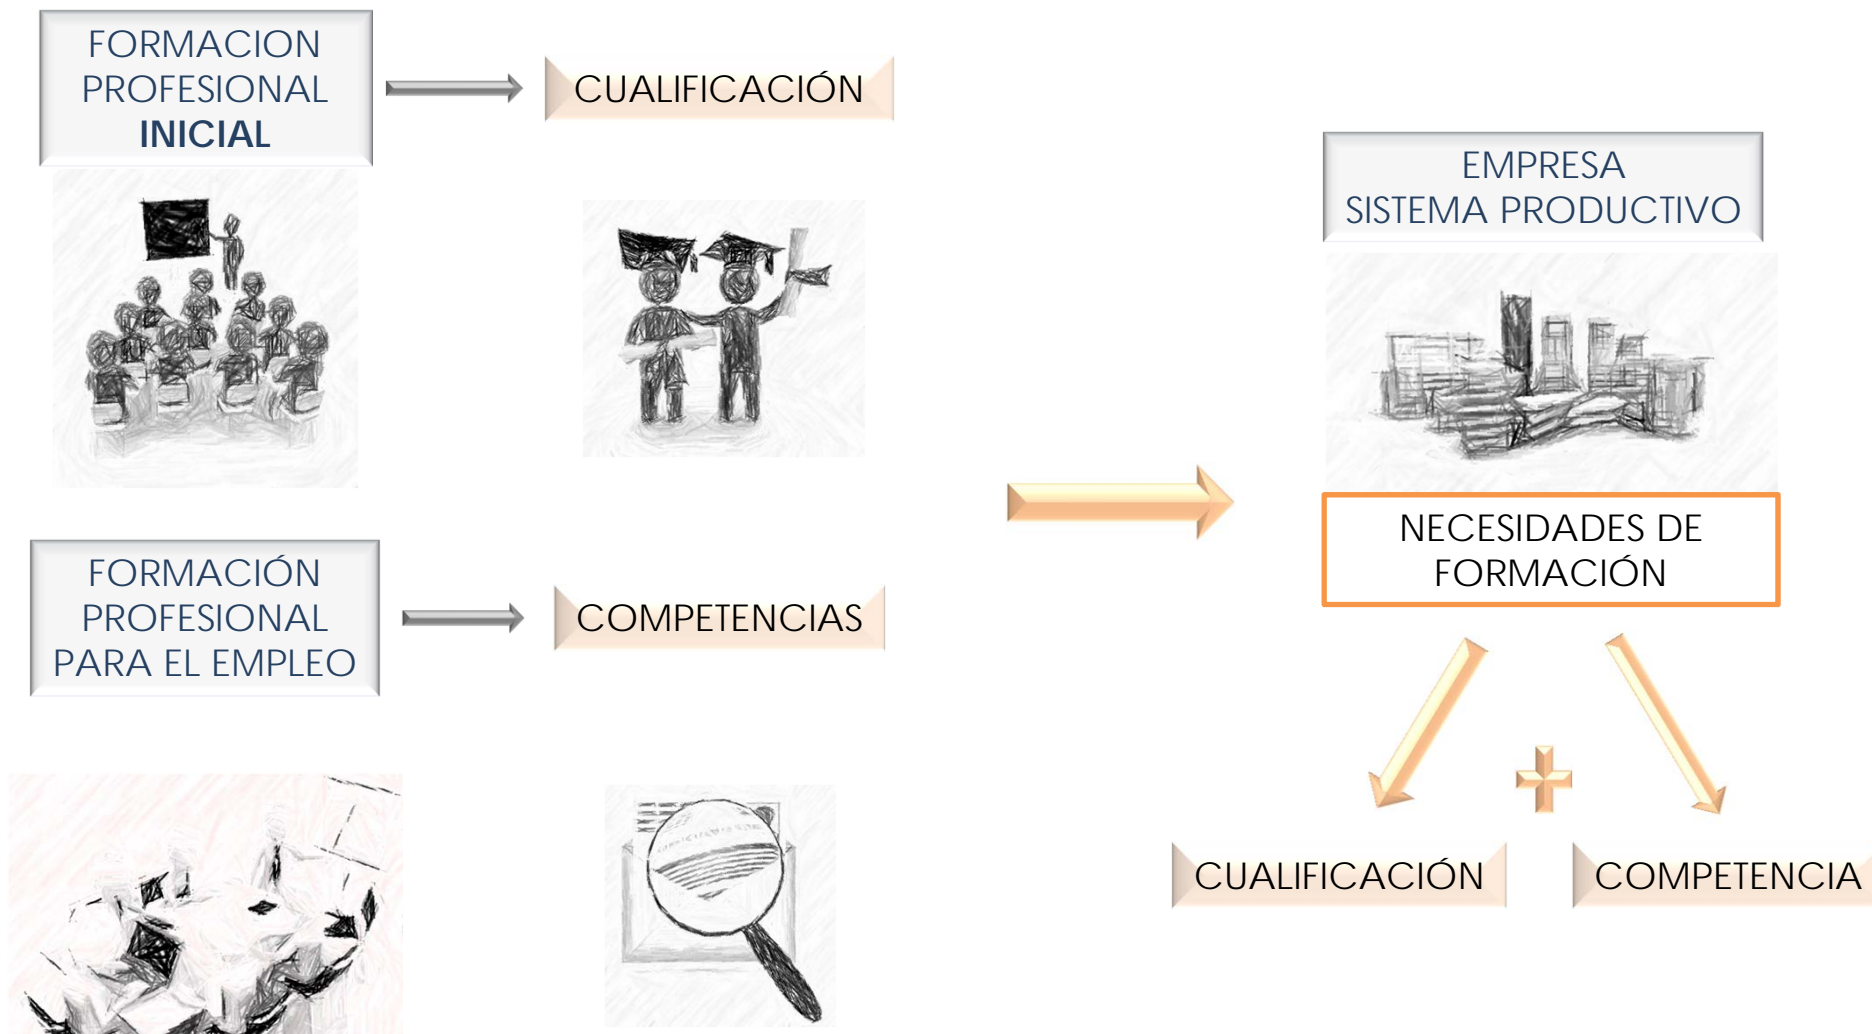 FORMACION
PROFESIONAL
INICIAL
CUALIFICACIÓN
FORMACIÓN
PROFESIONAL
PARA EL EMPLEO
COMPETENCIAS
EMPRESA
SISTEMA PRODUCTIVO
NECESIDADES DE
FORMACIÓN
CUALIFICACIÓN
COMPETENCIA